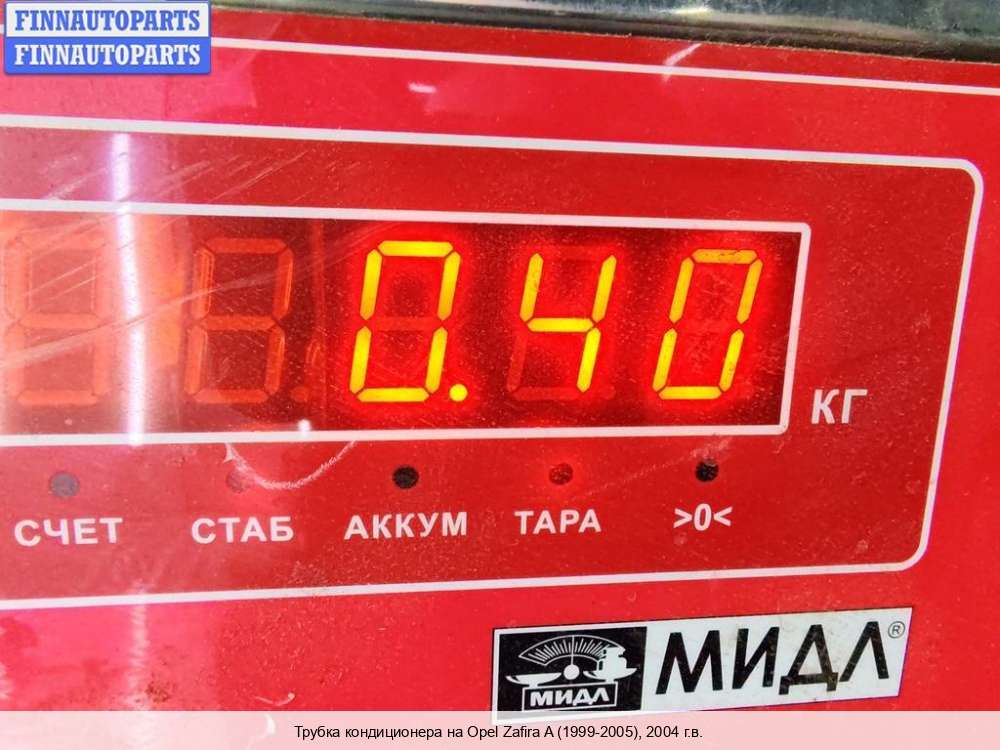 FINNAUTOPARTS
FINNAUTOPARTS
0.40
КГ
СЧЕТ СТАБ АККУМ ТАРА >0<
МИДЛ МИДЛ®
Трубка кондиционера на Opel Zafira A (1999-2005), 2004 г.в.